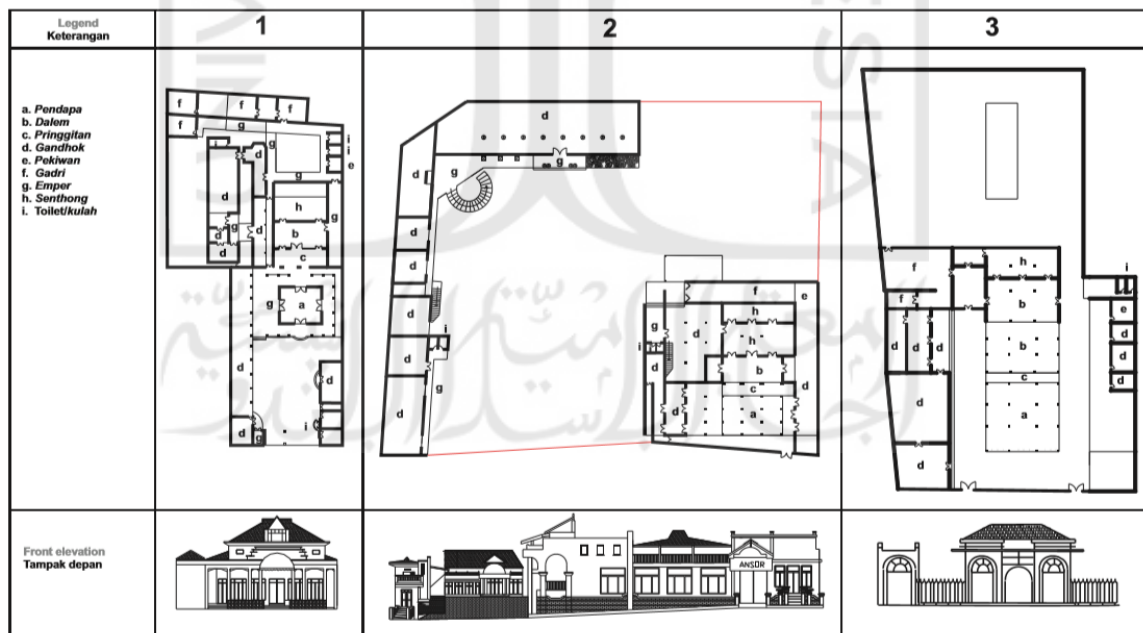 Legend
Keterangan
1
2
3
a. Pendapa
b. Dalem
c. Pringgitan
d. Gandhok
e. Pekiwan
f. Gadri
g. Emper
h. Senthong
i. Toilet/kulah
f f f
f g
i
i d g i
i
e
d g
h g
d
g d b
d
d c
g a
d
d
d i
g
d
g
g
d
d
d
d
i
d
g
d
f e
g h
d
h
i
d b
c
d
a
d
f h
i
f b e
d d d d
b d
c d
d a
d
Front elevation
Tampak depan
ANSOR